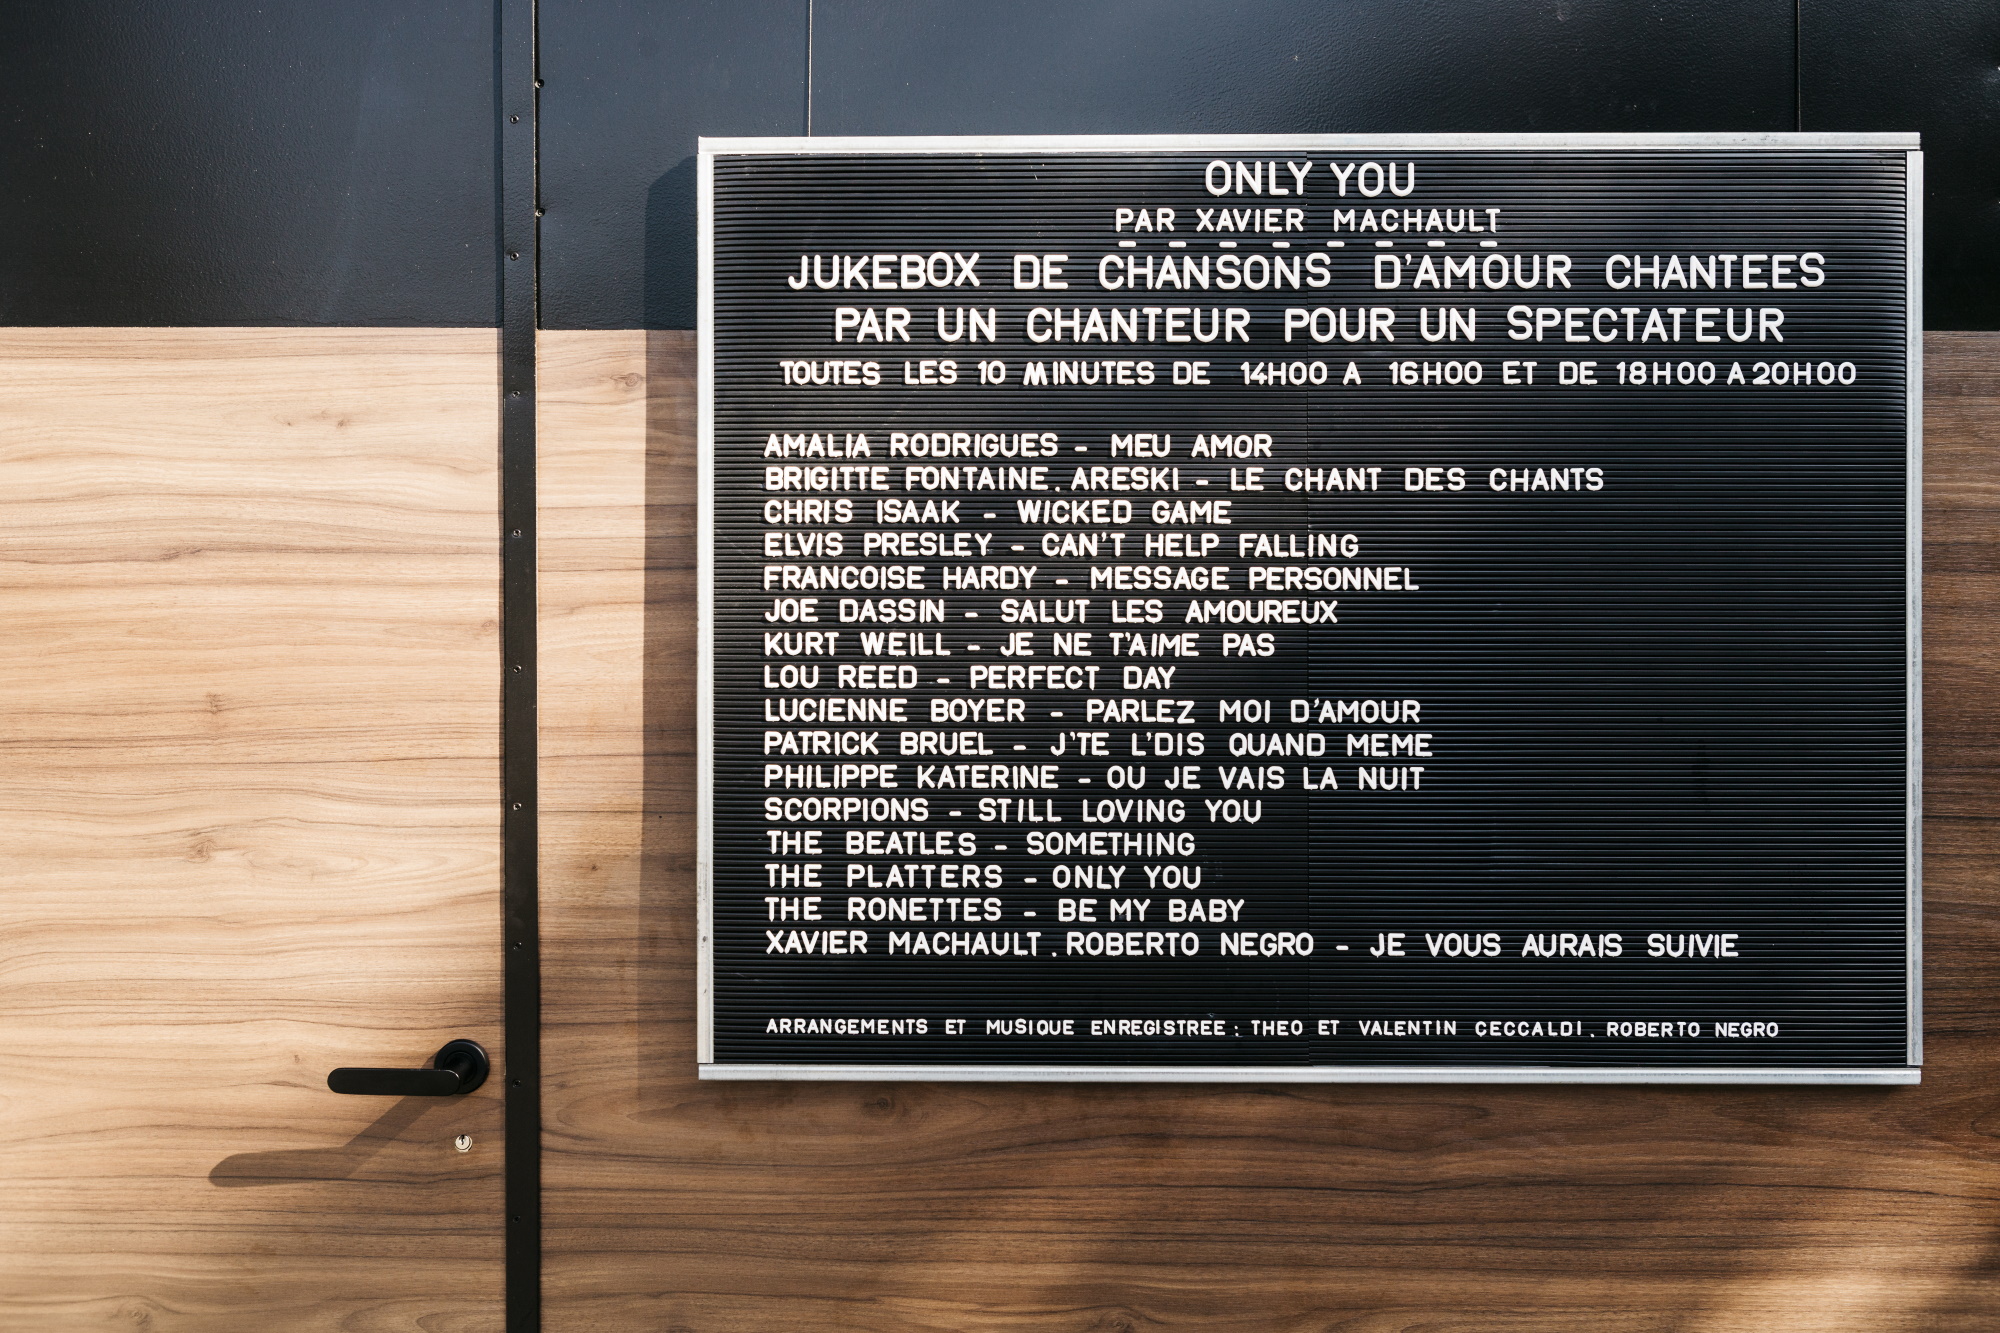 ONLY YOU
PAR XAVIER MACHAULT
JUKEBOX DE CHANSONS D'AMOUR CHANTEES
PAR UN CHANTEUR POUR UN SPECTATEUR
TOUTES LES 10 MINUTES DE 14H00 A 16H00 ET DE 18H00 A 20H00
AMALIA RODRIGUES - MEU AMOR
BRIGITTE FONTAINE . ARESKI - LE CHANT DES CHANTS
CHRIS ISAAK - WICKED GAME
ELVIS PRESLEY - CAN'T HELP FALLING
FRANCOISE HARDY - MESSAGE PERSONNEL
JOE DASSIN - SALUT LES AMOUREUX
KURT WEILL - JE NE T'AIME PAS
LOU REED - PERFECT DAY
LUCIENNE BOYER - PARLEZ MOI D'AMOUR
PATRICK BRUEL - J'TE L'DIS QUAND MEME
PHILIPPE KATERINE - OU JE VAIS LA NUIT
SCORPIONS - STILL LOVING YOU
THE BEATLES - SOMETHING
THE PLATTERS - ONLY YOU
THE RONETTES - BE MY BABY
XAVIER MACHAULT . ROBERTO NEGRO - JE VOUS AURAIS SUIVIE
ARRANGEMENTS ET MUSIQUE ENREGISTREE : THEO ET VALENTIN CECCALDI . ROBERTO NEGRO